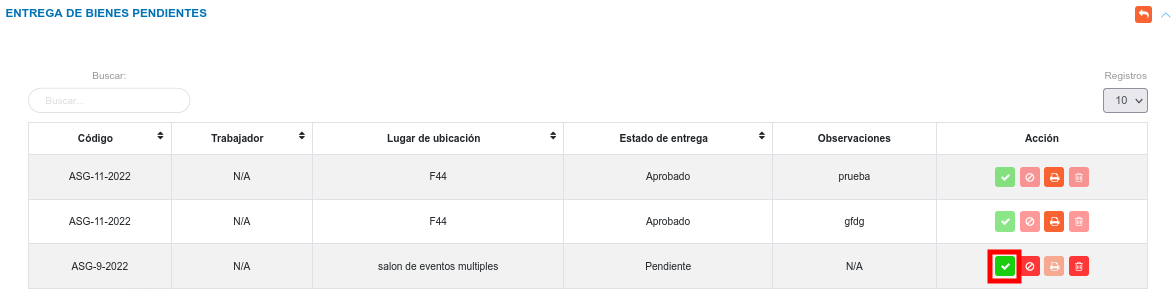 ENTREGA DE BIENES PENDIENTES
Buscar:
Registros
Buscar...
10
Código Trabajador Lugar de ubicación Estado de entrega Observaciones Acción
ASG-11-2022 N/A F44 Aprobado prueba
ASG-11-2022 N/A F44 Aprobado gfdg
ASG-9-2022 N/A salon de eventos multiples Pendiente N/A